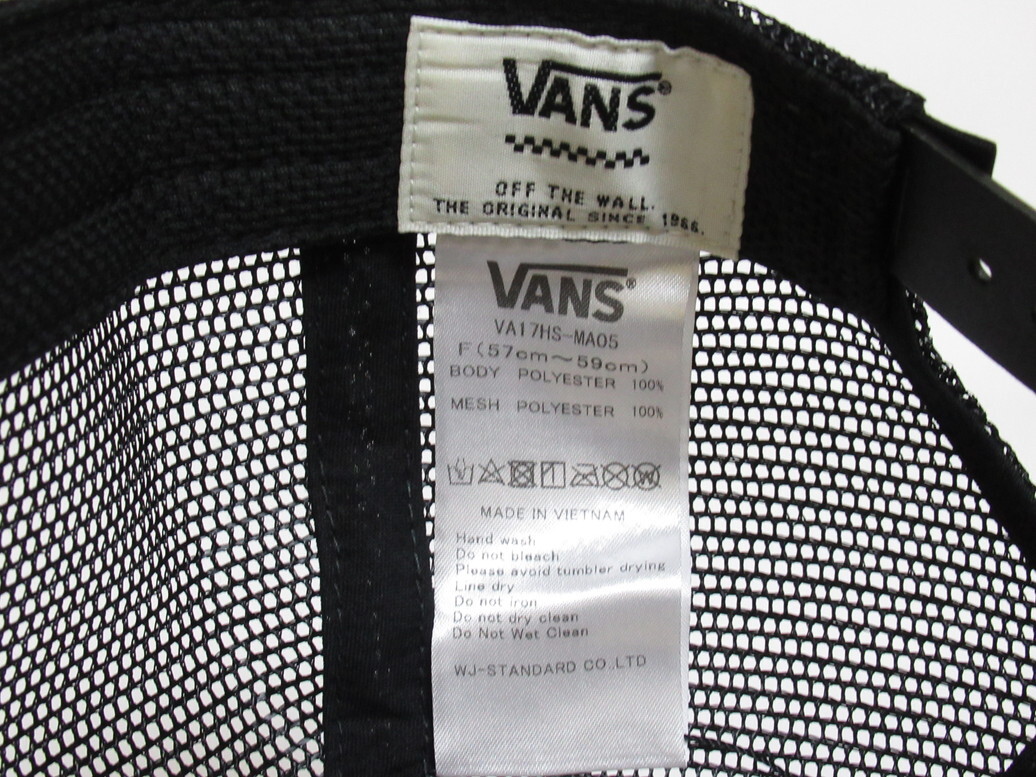 VANS®
OFF THE WALL.
THE ORIGINAL SINCE 1966.
VANS®
VA17HS-MA05
F(57cm～59cm)
BODY POLYESTER 100%
MESH POLYESTER 100%
MADE IN VIETNAM
Hand wash
Do not bleach
Please avoid tumbler drying
Line dry
Do not iron
Do not dry clean
Do Not Wet Clean
WJ-STANDARD CO.,LTD